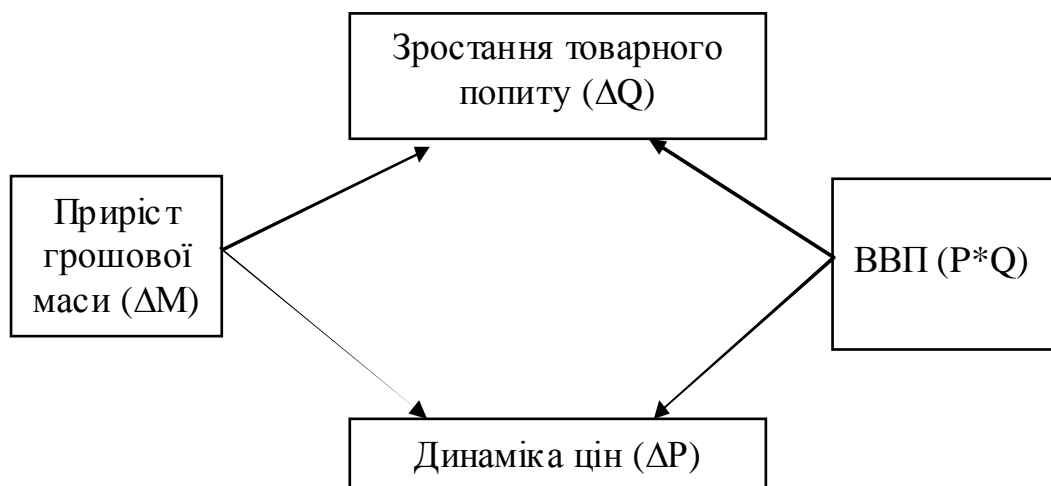 Зростання товарного
попиту (ΔQ)
Приріст
грошової
маси (ΔM)
ВВП (P*Q)
Динаміка цін (ΔP)